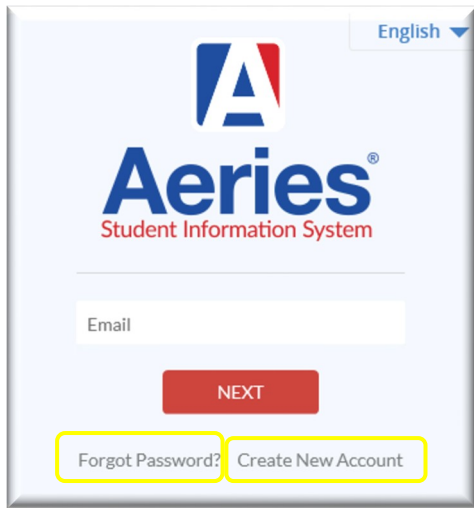 English
A
Aeries®
Student Information System
Email
NEXT
Forgot Password? Create New Account